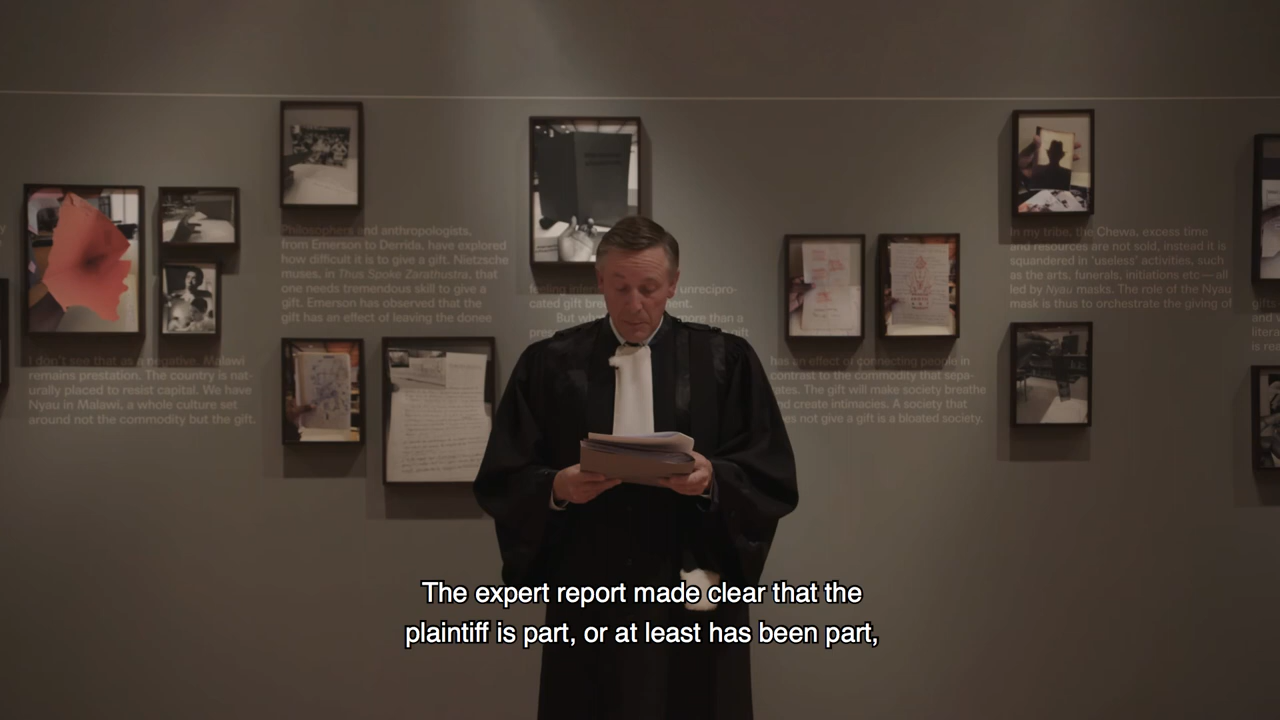 Philosophers and anthropologists,
from Emerson to Derrida, have explored
how difficult it is to give a gift. Nietzsche
muses, in Thus Spoke Zarathustra, that
one needs tremendous skill to give a
gift. Emerson has observed that the
gift has an effect of leaving the donee
I don't see that as a negative. Malawi
remains prestation. The country is nat-
urally placed to resist capital. We have
Nyau in Malawi, a whole culture set
around not the commodity but the gift.
feeling unrecipro-
cated gift
But more than a
gift
has an effect of connecting people in
contrast to the commodity that sepa-
rates. The gift will make society breathe
and create intimacies. A society that
does not give a gift is a bloated society.
In my tribe, the Chewa, excess time
and resources are not sold, instead it is
squandered in 'useless' activities, such
as the arts, funerals, initiations etc—all
led by Nyau masks. The role of the Nyau
mask is thus to orchestrate the giving of
The expert report made clear that the
plaintiff is part, or at least has been part,